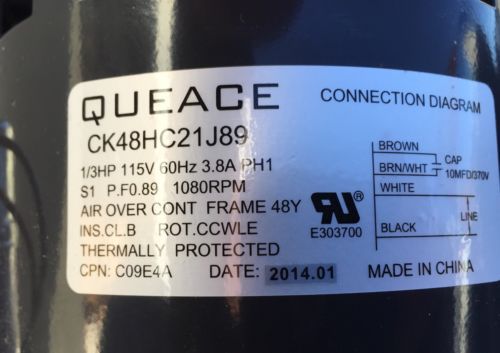 QUEACE
CONNECTION DIAGRAM
CK48HC21J89
1/3HP 115V 60Hz 3.8A PH1
S1 P.F0.89 1080RPM
AIR OVER CONT FRAME 48Y
INS.CL.B ROT.CCWLE
THERMALLY PROTECTED
CPN: C09E4A DATE: 2014.01
RU®
E303700
BROWN
BRN/WHT
CAP
10MFD/370V
WHITE
LINE
BLACK
MADE IN CHINA